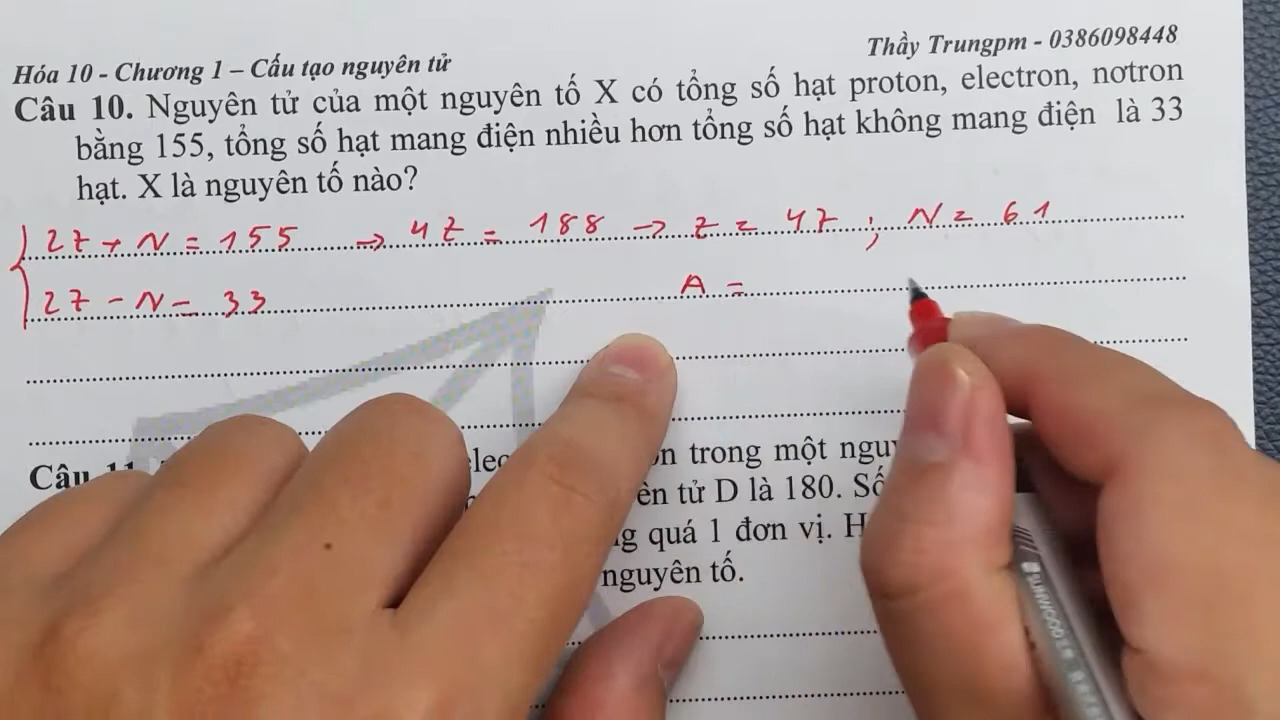 Hóa 10 - Chương 1 – Cấu tạo nguyên tử
Thầy Trungpm - 0386098448
Câu 10. Nguyên tử của một nguyên tố X có tổng số hạt proton, electron, nơtron
bằng 155, tổng số hạt mang điện nhiều hơn tổng số hạt không mang điện là 33
hạt. X là nguyên tố nào?
2Z + N = 155 → 4Z = 188 → Z = 47 ; N = 61
2Z - N = 33
A =
Câu 11.
trong một
D là 180. Số
quá 1 đơn vị.
nguyên tố.
SUNWOOD